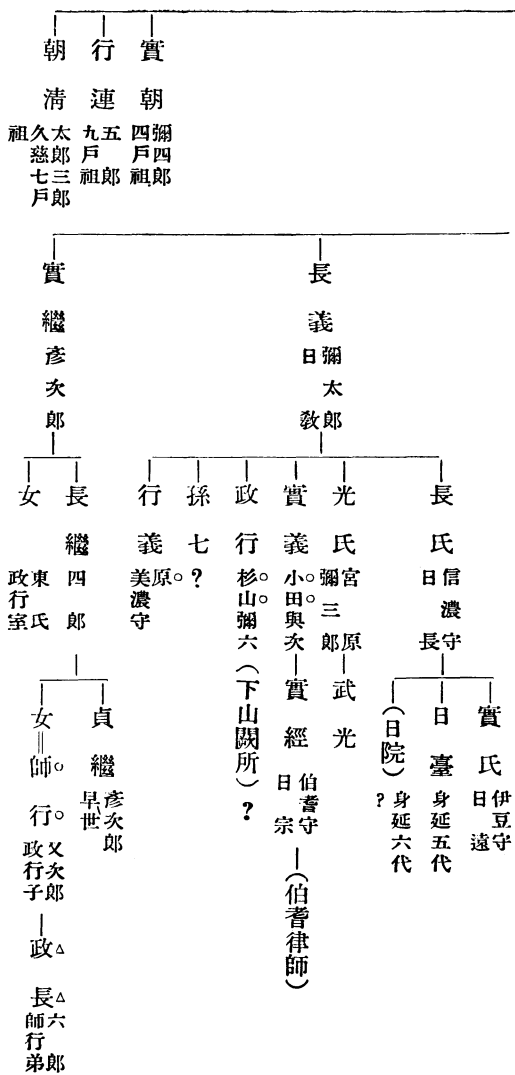 實朝 彌四郎 四戸祖
行連 五郎 九戸祖
朝清 太郎三郎 久慈七戸祖
長義 彌太郎 日教
實繼 彦次郎
長氏 信濃守 日長
光氏 宮原彌三郎 武光
實義 小田與次 實經 伯耆守 日宗 (伯耆律師)
政行 杉山彌六(下山闕所)?
孫七?
行義 原美濃守
長繼 四郎
女 東氏政行室
實氏 伊豆守 日遠
日臺 身延五代
(日院) 身延六代 ?
貞繼 彦次郎 早世
女=師行 又次郎 政行子 政長 六郎 師行弟